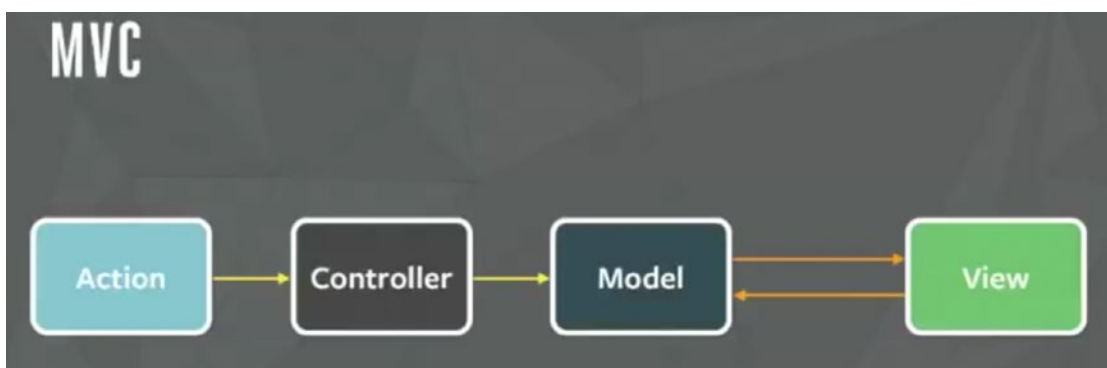 MVC
Action
Controller
Model
View